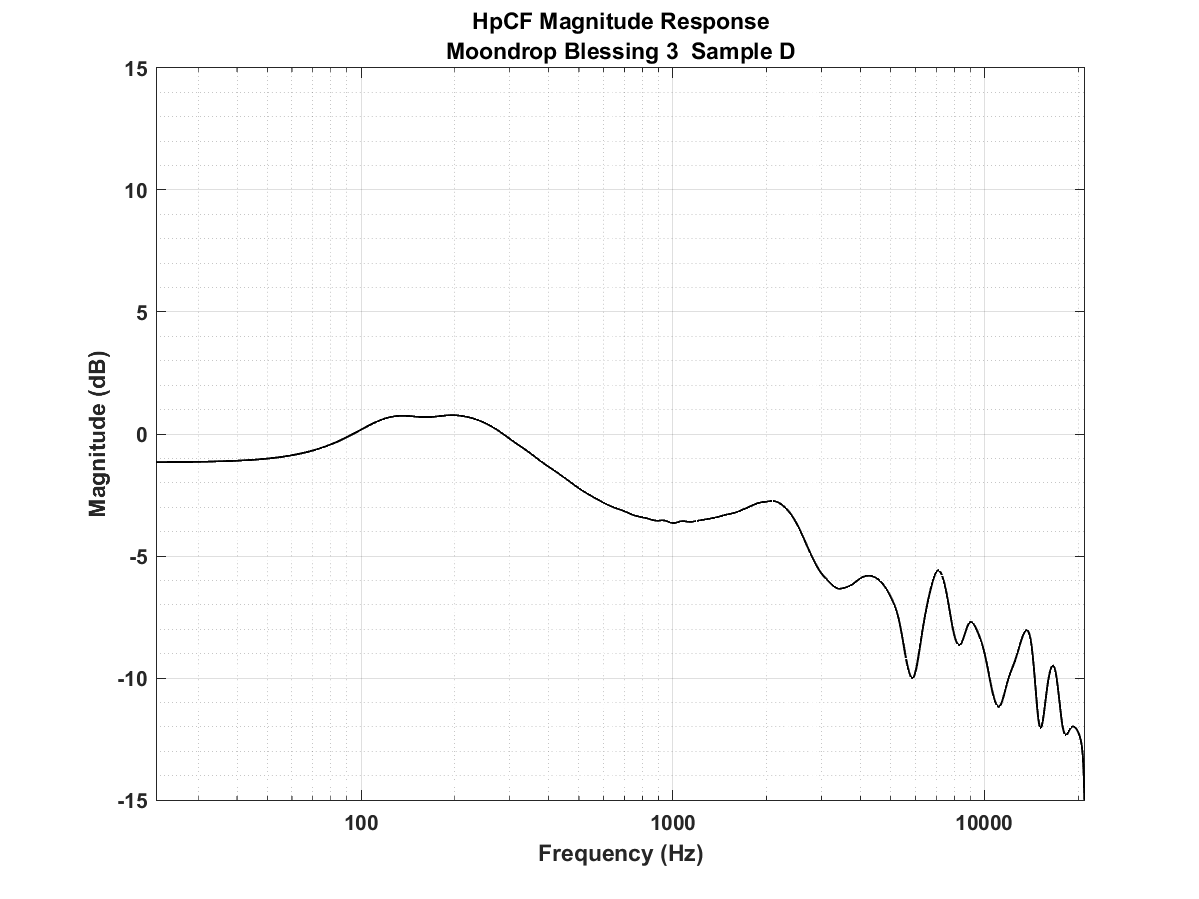 HpCF Magnitude Response
Moondrop Blessing 3  Sample D
15
10
5
0
-5
-10
-15
Magnitude (dB)
100
1000
10000
Frequency (Hz)